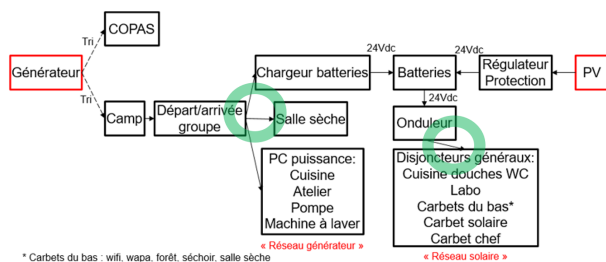 COPAS
Tri
24Vdc
24Vdc
Générateur
Chargeur batteries
Batteries
Régulateur
Protection
PV
Tri
24Vdc
Camp
Départ/arrivée
groupe
Salle sèche
Onduleur
PC puissance:
Cuisine
Atelier
Pompe
Machine à laver
Disjoncteurs généraux:
Cuisine douches WC
Labo
Carbets du bas*
Carbet solaire
Carbet chef
« Réseau générateur »
« Réseau solaire »
* Carbets du bas : wifi, wapa, forêt, séchoir, salle sèche